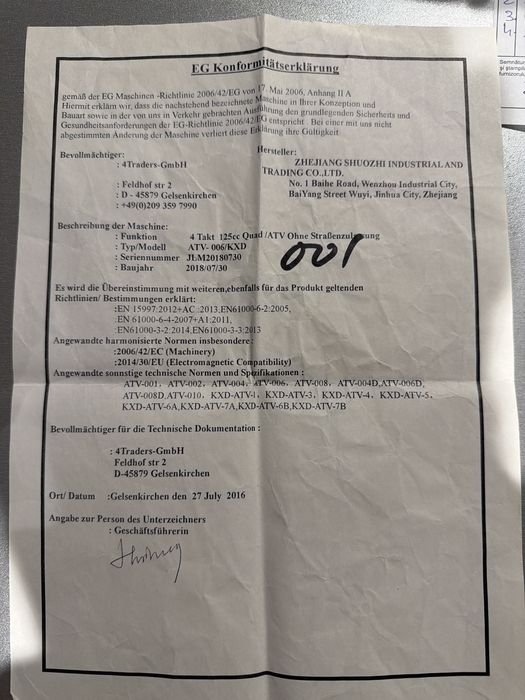 EG Konformitätserklärung
gemäß der EG Maschinen -Richtlinie 2006/42/EG von 17. Mai 2006, Anhang II A
Hiermit erklärn wir, dass die nachstehend bezeichnete Maschine in Ihrer Konzeption und
Bauart sowie in der von uns in Verkehr gebrachten Ausführung den grundlegenden Sicherheits und
Gesundheitsanforderungen der EG-Richtlinie 2006/42/EG entspricht. Bei einer mit uns nicht
abgestimmten Änderung der Maschine verliert diese Erklärung ihre Gültigkeit
Bevollmächtiger:
: 4Traders-GmbH
: Feldhof str 2
: D - 45879 Gelsenkirchen
: +49(0)209 359 7990
Hersteller:
ZHEJIANG SHUOZHI INDUSTRIAL AND
TRADING CO.,LTD.
No. 1 Baihe Road, Wenzhou Industrial City,
BaiYang Street Wuyi, Jinhua City, Zhejiang
Beschreibung der Maschine:
: Funktion 4 Takt 125cc Quad /ATV Ohne Straßenzulassung
: Typ/Modell ATV- 006/KXD
001
: Seriennummer JLM20180730
: Baujahr 2018/07/30
Es wird die Übereinstimmung mit weiteren,ebenfalls für das Produkt geltenden
Richtlinien/ Bestimmungen erklärt:
:EN 15997:2012+AC :2013,EN61000-6-2:2005,
:EN 61000-6-4-2007+A1:2011,
:EN61000-3-2:2014,EN61000-3-3:2013
Angewandte harmonisierte Normen insbesondere:
:2006/42/EC (Machinery)
:2014/30/EU (Electromagnetic Compatibility)
Angewandte sonnstige technische Normen und Spezifikationen :
ATV-001, ATV-002, ATV-004, ATV-006, ATV-008, ATV-004D,ATV-006D,
ATV-008D,ATV-010, KXD-ATV-1, KXD-ATV-3, KXD-ATV-4, KXD-ATV-5,
KXD-ATV-6A,KXD-ATV-7A,KXD-ATV-6B,KXD-ATV-7B
Bevollmächtiger für die Technische Dokumentation :
: 4Traders-GmbH
Feldhof str 2
D-45879 Gelsenkirchen
Ort/ Datum :Gelsenkirchen den 27 July 2016
Angabe zur Person des Unterzeichners
: Geschäftsführerin